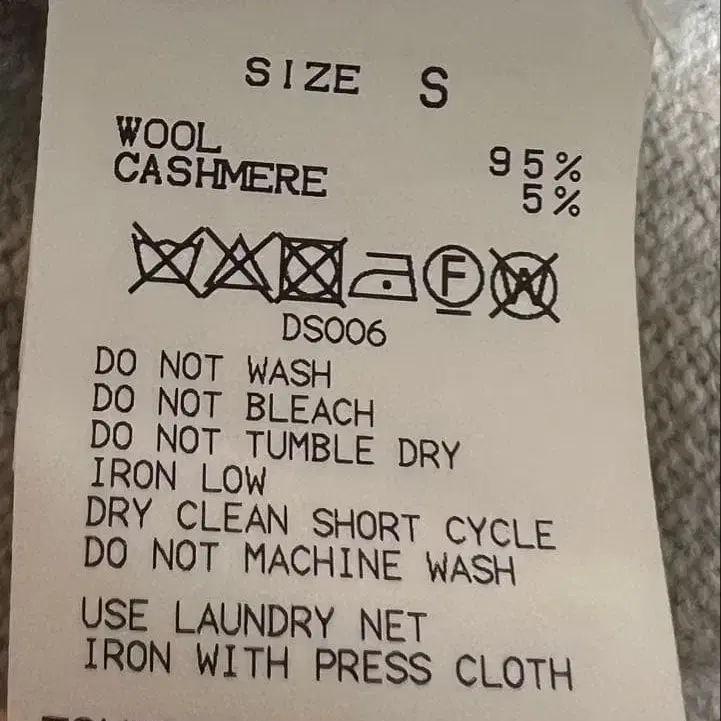 SIZE S
WOOL 95%
CASHMERE 5%
F W
DS006
DO NOT WASH
DO NOT BLEACH
DO NOT TUMBLE DRY
IRON LOW
DRY CLEAN SHORT CYCLE
DO NOT MACHINE WASH
USE LAUNDRY NET
IRON WITH PRESS CLOTH